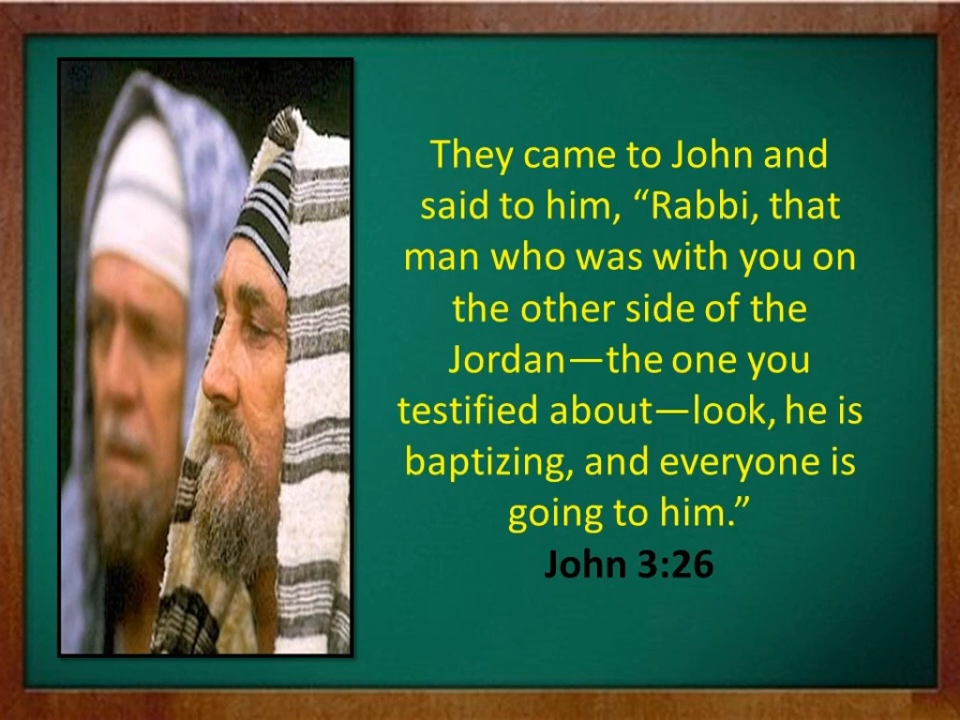 They came to John and
said to him, “Rabbi, that
man who was with you on
the other side of the
Jordan—the one you
testified about—look, he is
baptizing, and everyone is
going to him.”
John 3:26